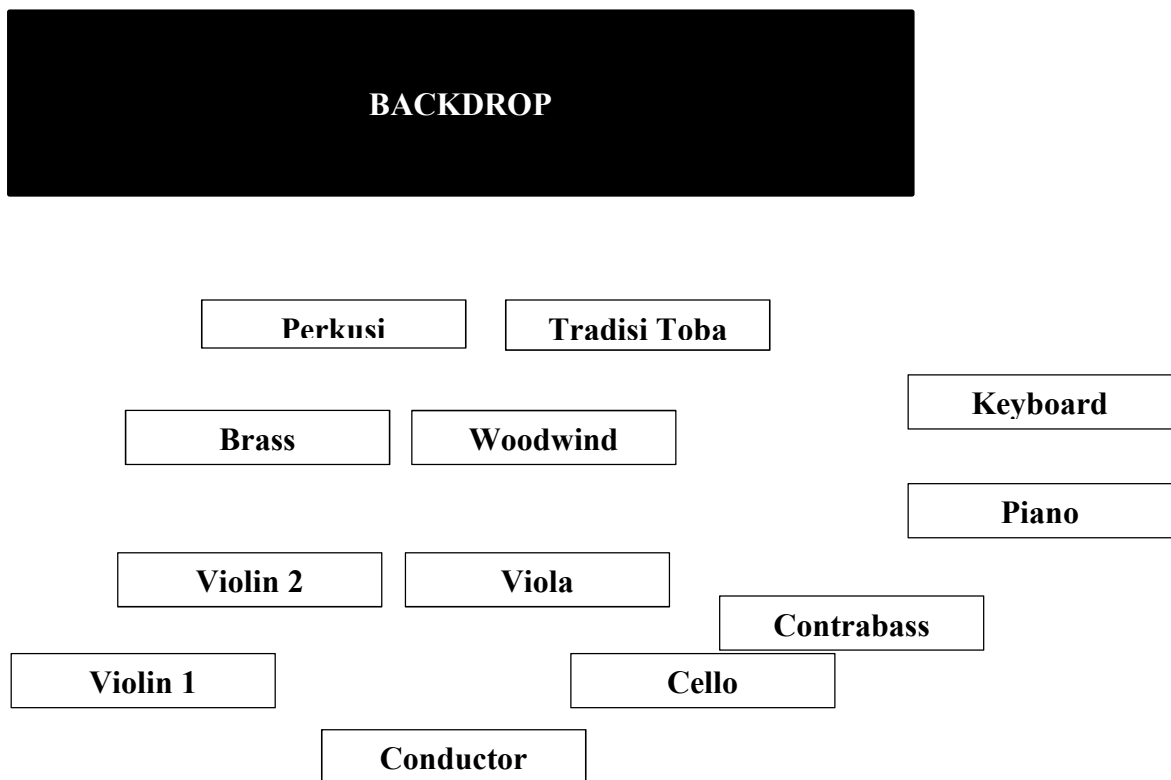 BACKDROP
Perkusi
Tradisi Toba
Keyboard
Brass
Woodwind
Piano
Violin 2
Viola
Contrabass
Violin 1
Cello
Conductor